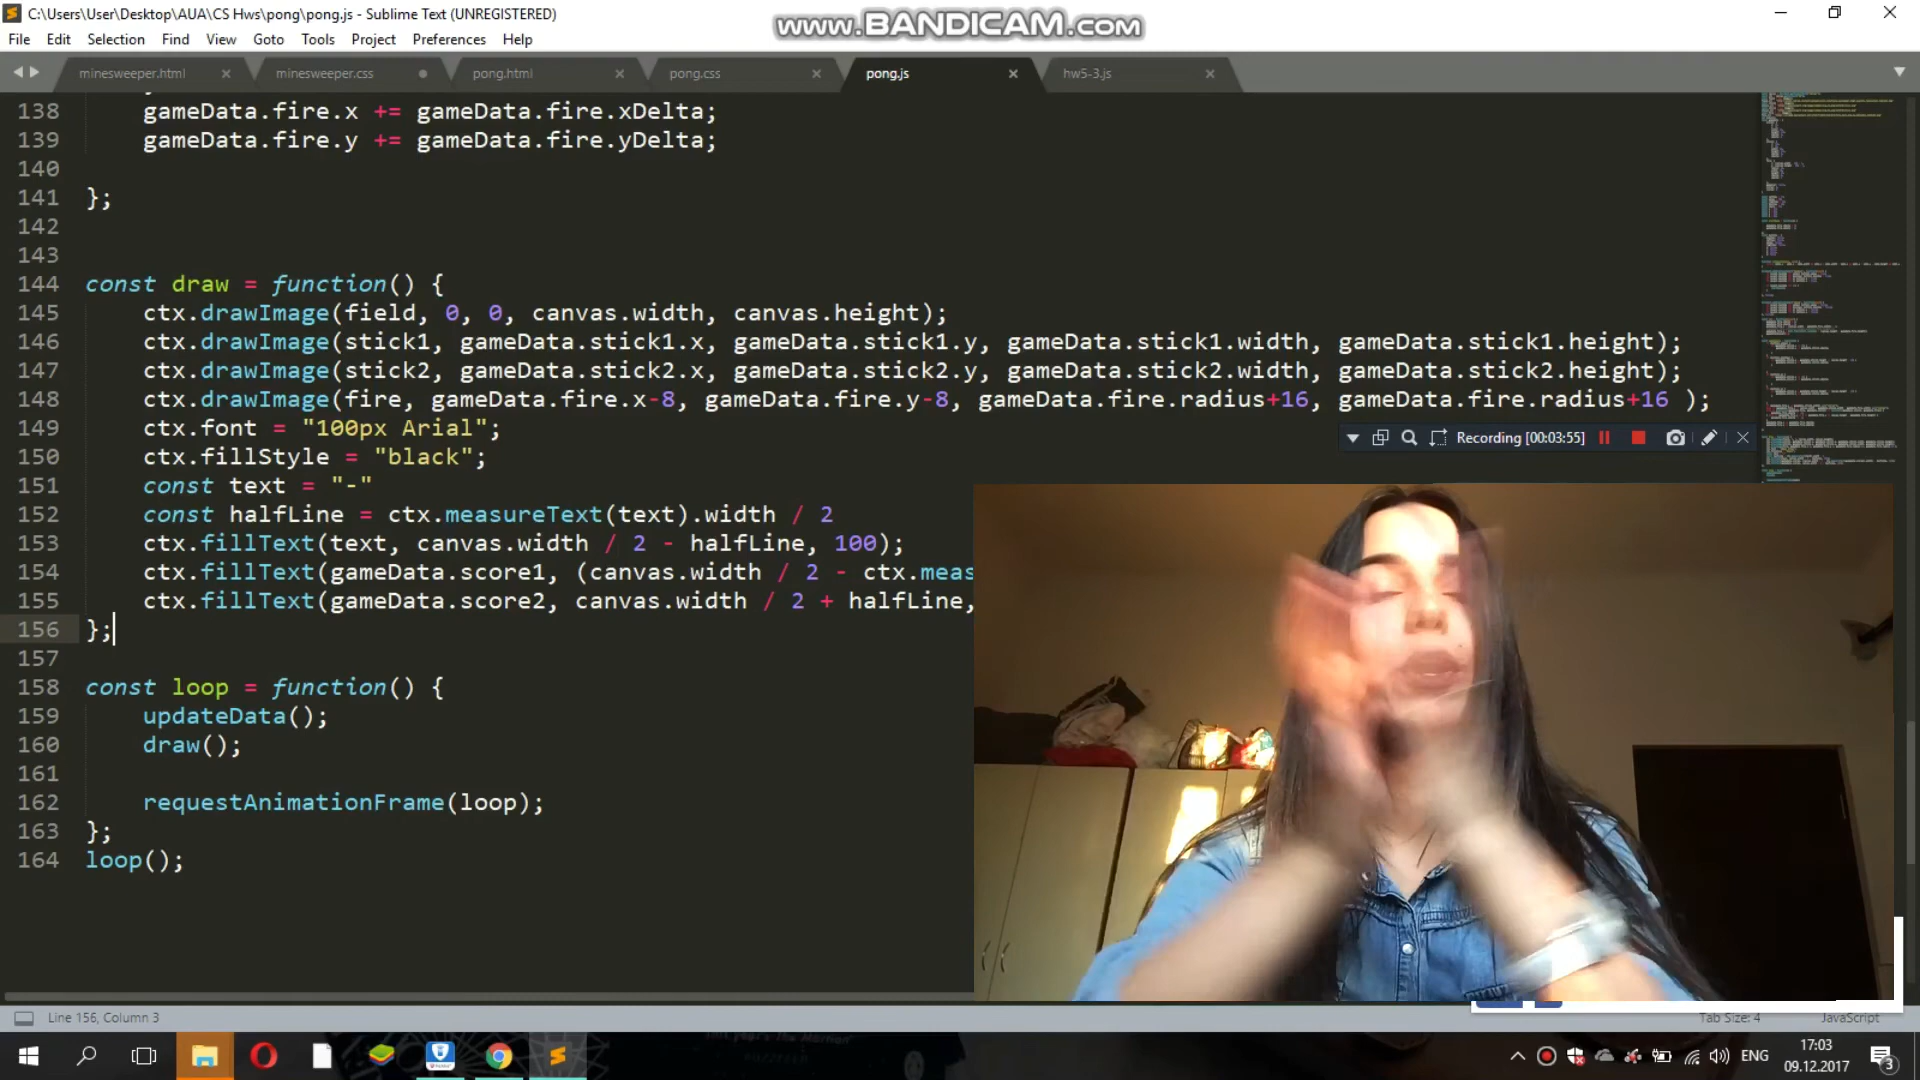 C:\Users\User\Desktop\AUA\CS Hws\pong\pong.js - Sublime Text (UNREGISTERED)
www.BANDICAM.com
File Edit Selection Find View Goto Tools Project Preferences Help
minesweeper.html minesweeper.css pong.html pong.css pong.js hw5-3.js
138 gameData.fire.x += gameData.fire.xDelta;
139 gameData.fire.y += gameData.fire.yDelta;
140
141 };
142
143
144 const draw = function() {
145 ctx.drawImage(field, 0, 0, canvas.width, canvas.height);
146 ctx.drawImage(stick1, gameData.stick1.x, gameData.stick1.y, gameData.stick1.width, gameData.stick1.height);
147 ctx.drawImage(stick2, gameData.stick2.x, gameData.stick2.y, gameData.stick2.width, gameData.stick2.height);
148 ctx.drawImage(fire, gameData.fire.x-8, gameData.fire.y-8, gameData.fire.radius+16, gameData.fire.radius+16 );
149 ctx.font = "100px Arial";
Recording [00:03:55]
150 ctx.fillStyle = "black";
151 const text = "-"
152 const halfLine = ctx.measureText(text).width / 2
153 ctx.fillText(text, canvas.width / 2 - halfLine, 100);
154 ctx.fillText(gameData.score1, (canvas.width / 2 - ctx.meas
155 ctx.fillText(gameData.score2, canvas.width / 2 + halfLine,
156 };
157
158 const loop = function() {
159 updateData();
160 draw();
161
162 requestAnimationFrame(loop);
163 };
164 loop();
Line 156, Column 3 Tab Size: 4 JavaScript
ENG
17:03
09.12.2017
3